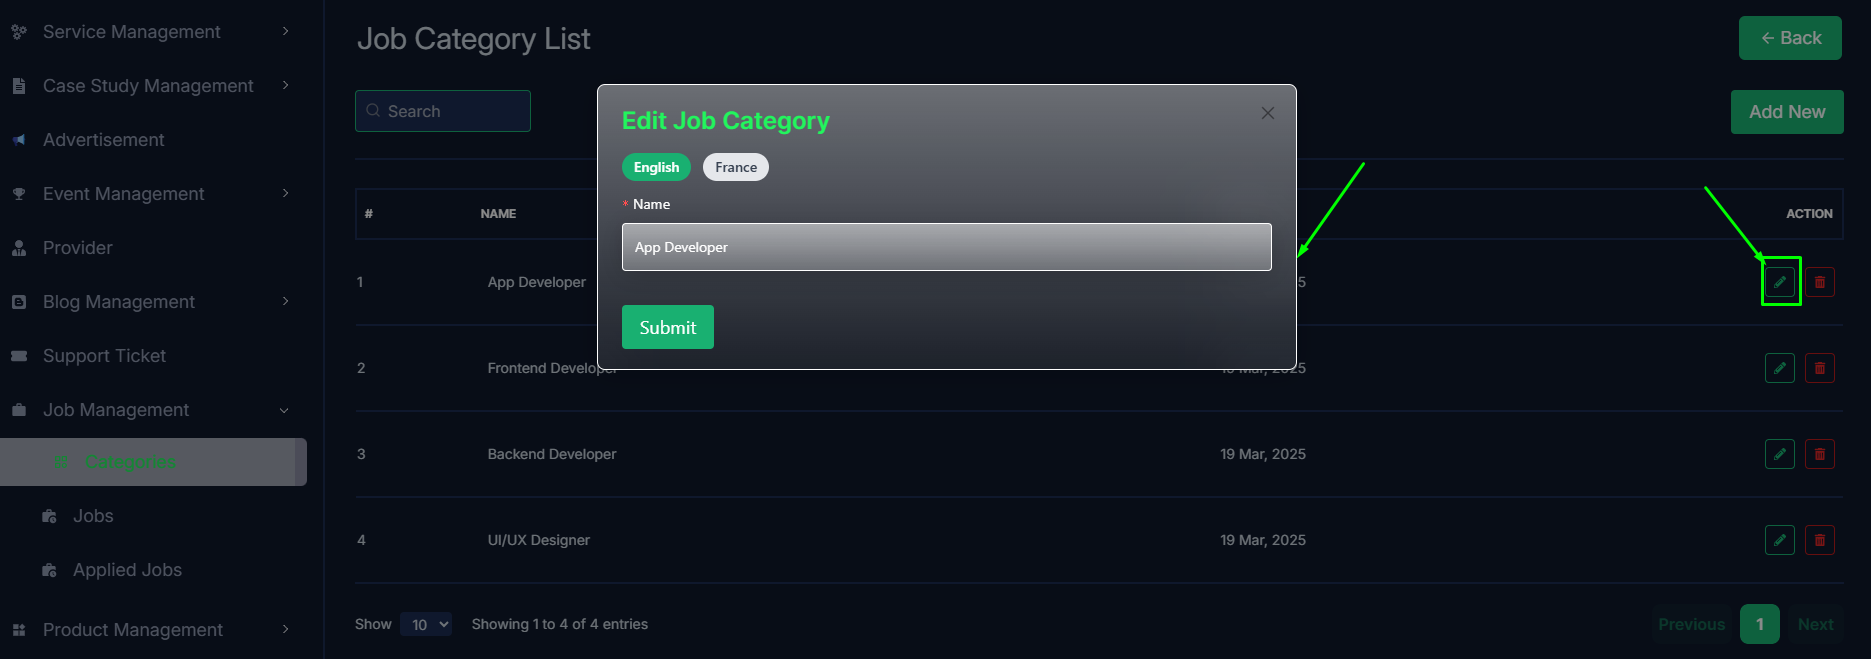 Service Management
Case Study Management
Advertisement
Event Management
Provider
Blog Management
Support Ticket
Job Management
Categories
Jobs
Applied Jobs
Product Management
Job Category List
← Back
Search
Add New
Edit Job Category
English France
* Name
App Developer
Submit
# NAME ACTION
1 App Developer 5
2 Frontend Developer 19 Mar, 2025
3 Backend Developer 19 Mar, 2025
4 UI/UX Designer 19 Mar, 2025
Show 10 Showing 1 to 4 of 4 entries
Previous 1 Next